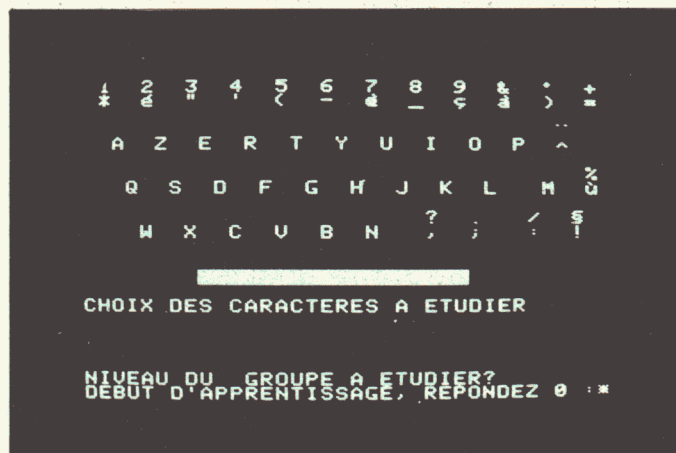 1 2 3 4 5 6 7 8 9 & ° +
* é " ' ( - è _ ç à ) =
¨
A Z E R T Y U I O P ^
%
Q S D F G H J K L M ù
? . / §
W X C V B N , ; : !
CHOIX DES CARACTERES A ETUDIER
NIVEAU DU GROUPE A ETUDIER?
DEBUT D'APPRENTISSAGE, REPONDEZ 0 :*